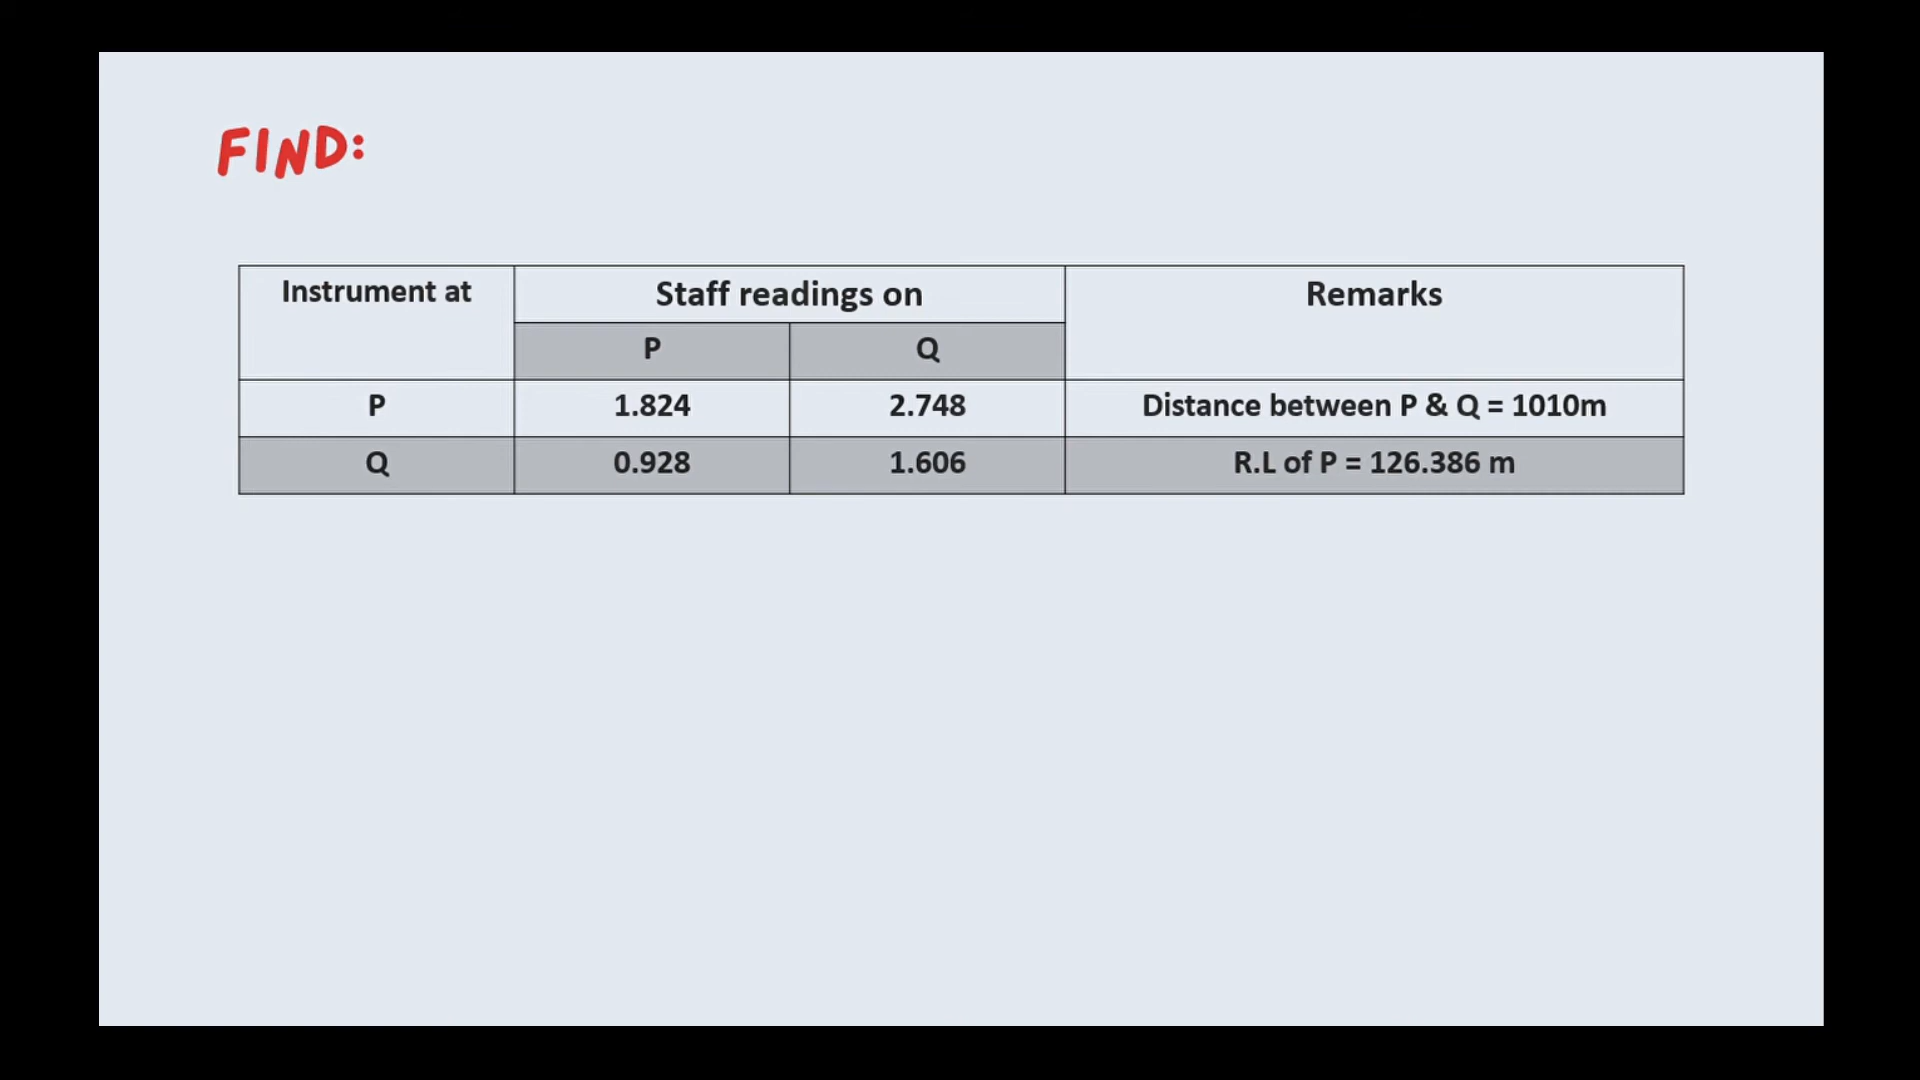 FIND:
Instrument at
Staff readings on
Remarks
P
Q
P
1.824
2.748
Distance between P & Q = 1010m
Q
0.928
1.606
R.L of P = 126.386 m